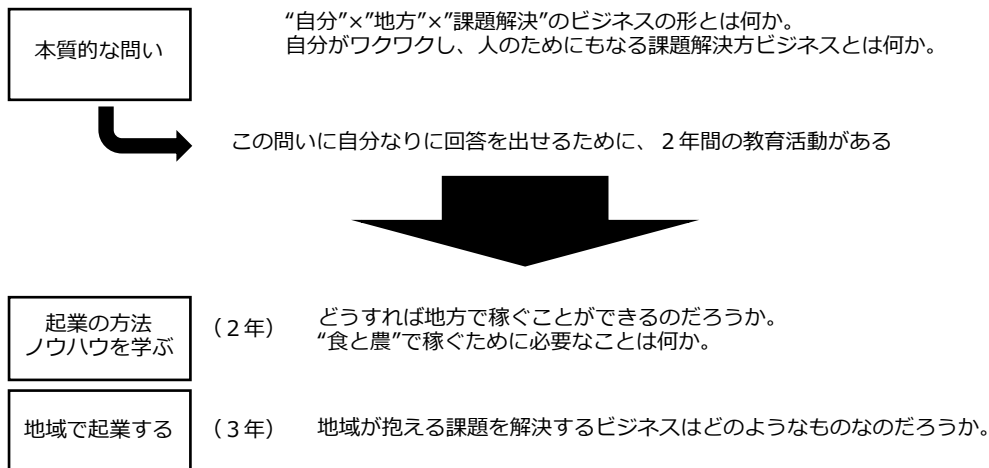 本質的な問い
“自分”×”地方”×”課題解決”のビジネスの形とは何か。
自分がワクワクし、人のためにもなる課題解決方ビジネスとは何か。
この問いに自分なりに回答を出せるために、２年間の教育活動がある
起業の方法
ノウハウを学ぶ
（２年）
どうすれば地方で稼ぐことができるのだろうか。
“食と農”で稼ぐために必要なことは何か。
地域で起業する
（３年）
地域が抱える課題を解決するビジネスはどのようなものなのだろうか。